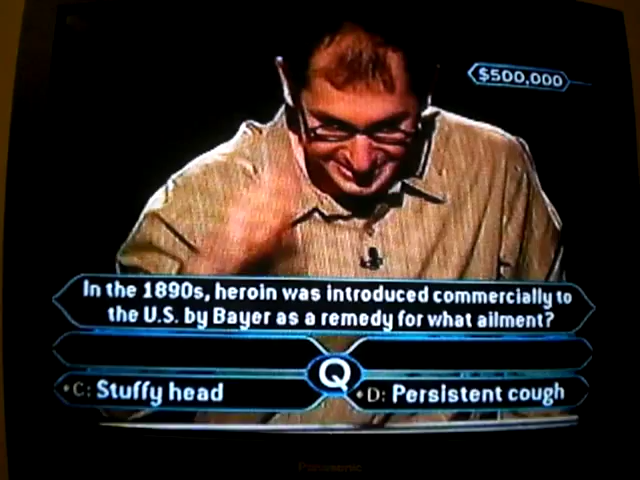 $500,000
In the 1890s, heroin was introduced commercially to
the U.S. by Bayer as a remedy for what ailment?
Q
C: Stuffy head
D: Persistent cough
Panasonic